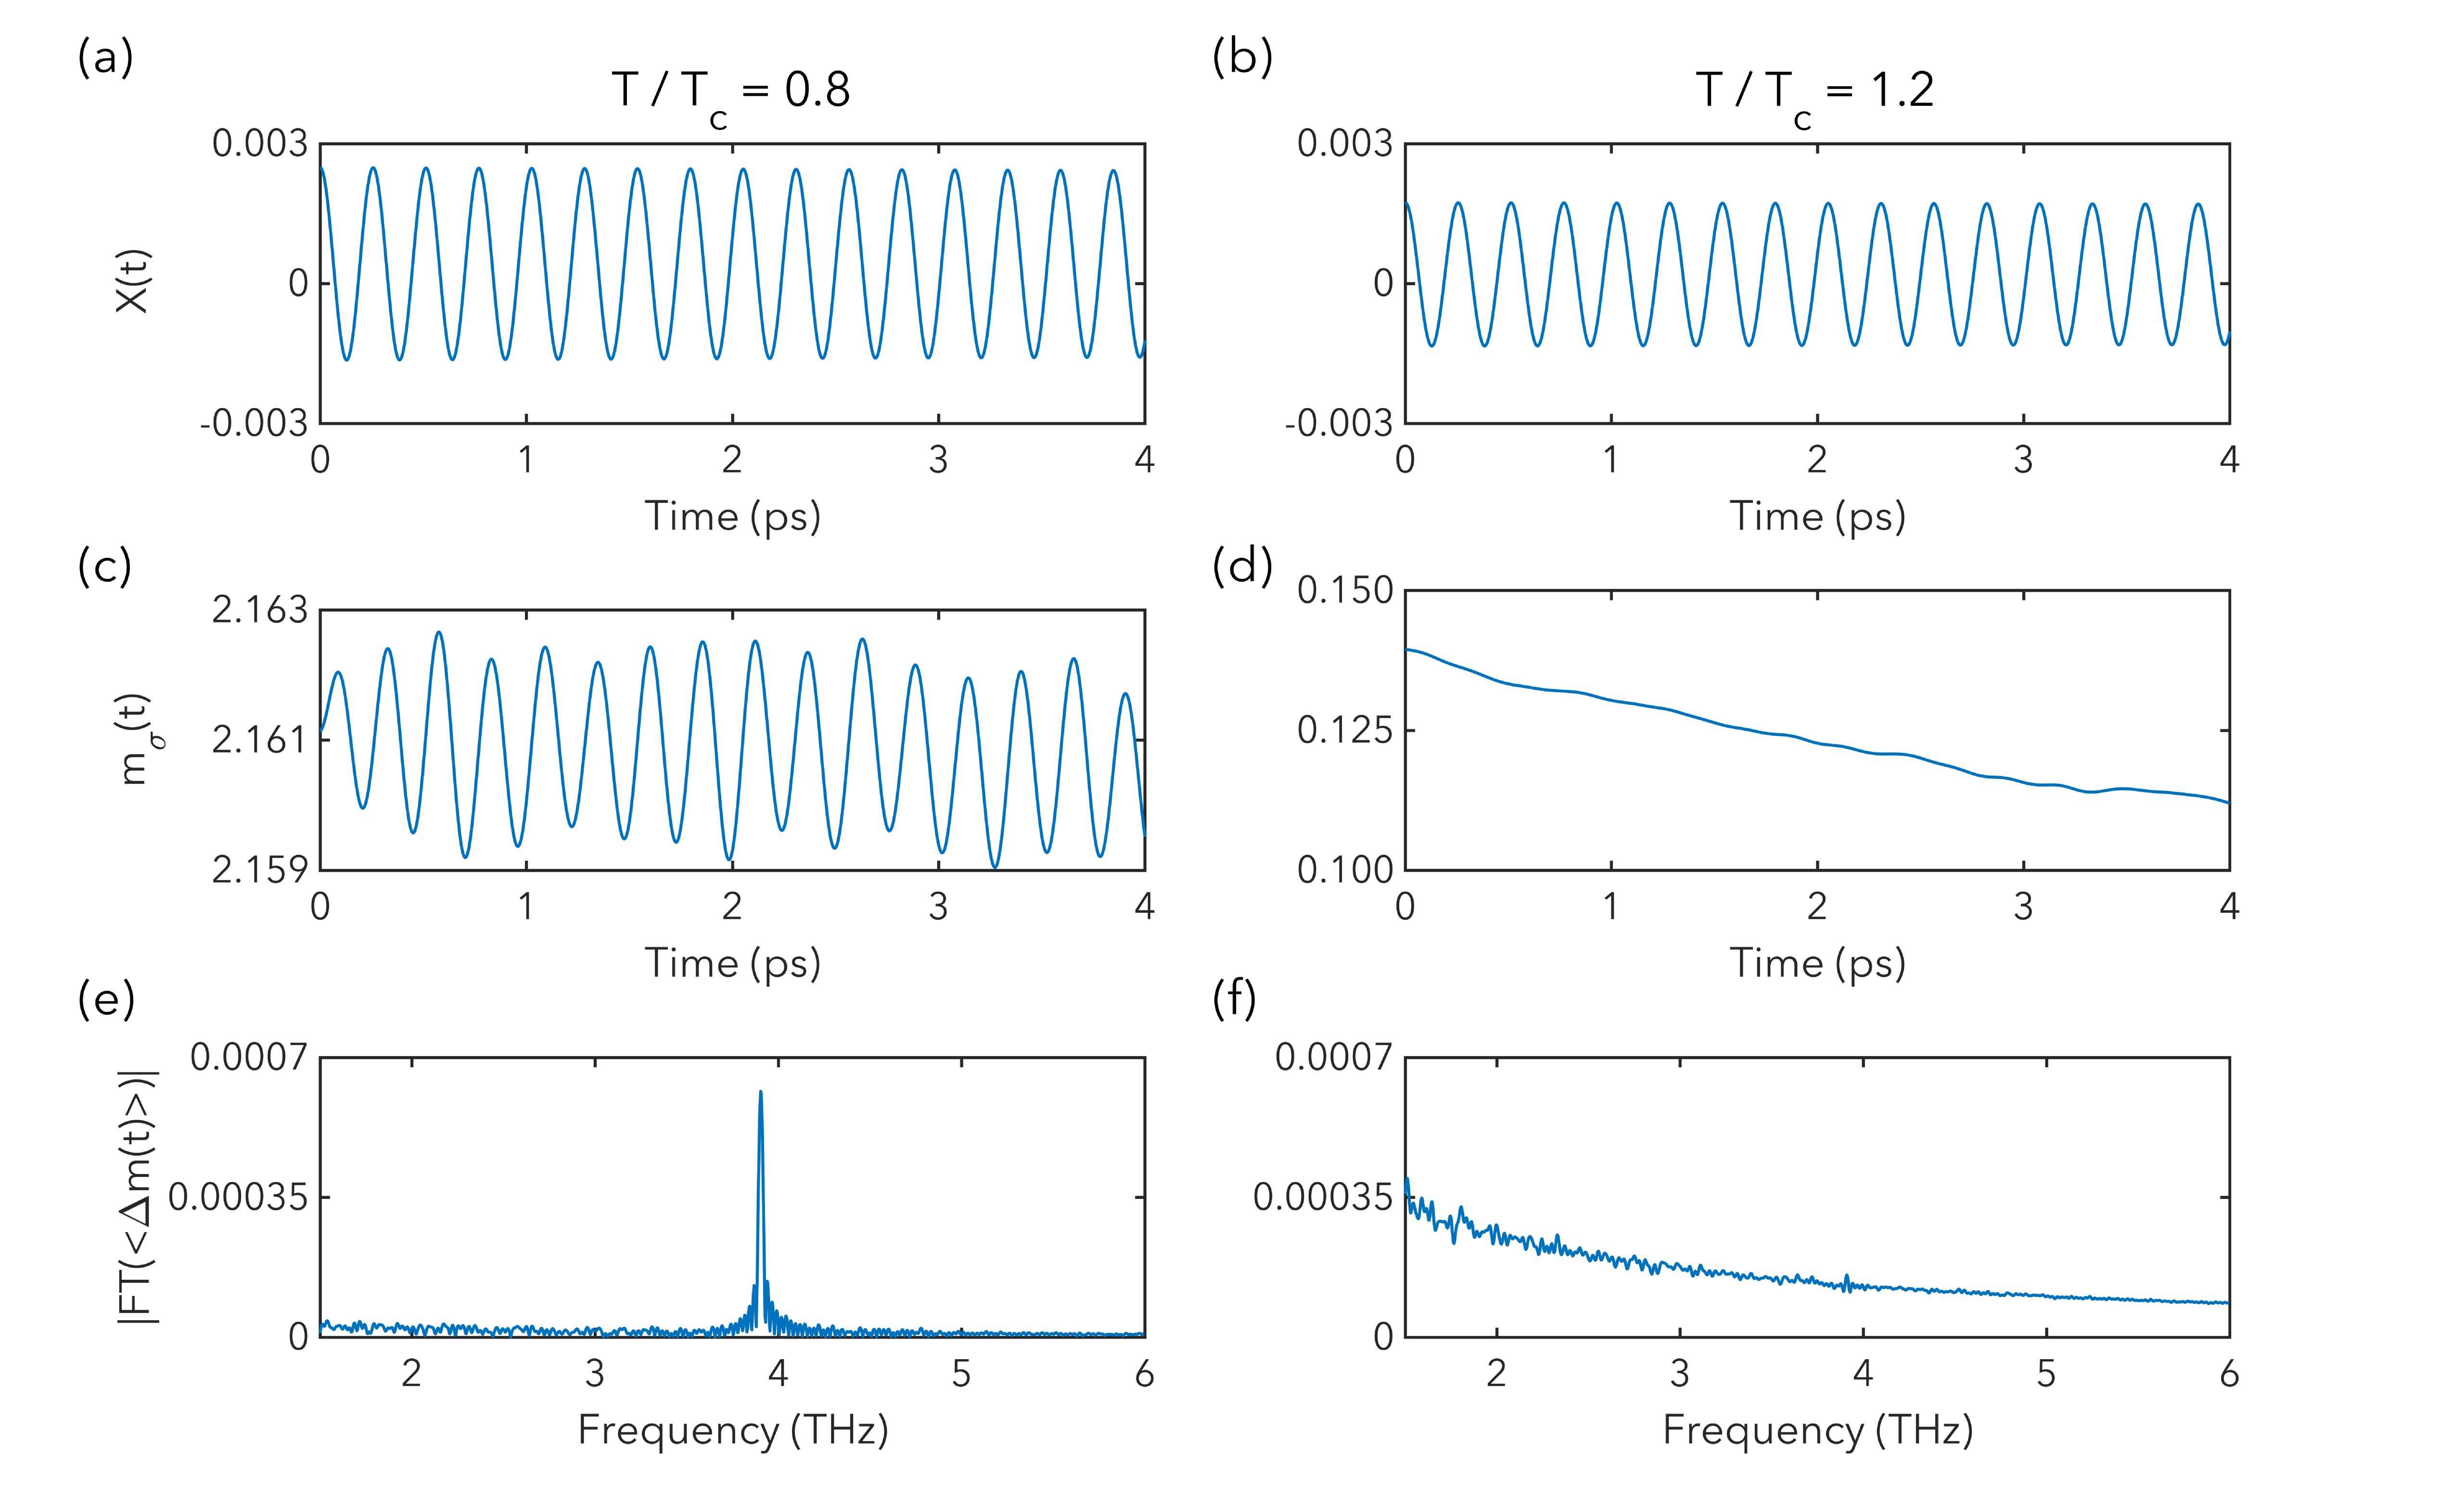 (a)
T / Tc = 0.8
0.003
0
-0.003
X(t)
0 1 2 3 4
Time (ps)
(b)
T / Tc = 1.2
0.003
0
-0.003
0 1 2 3 4
Time (ps)
(c)
2.163
2.161
2.159
mσ(t)
0 1 2 3 4
Time (ps)
(d)
0.150
0.125
0.100
0 1 2 3 4
Time (ps)
(e)
0.0007
0.00035
0
|FT(<Δm(t)>)|
2 3 4 5 6
Frequency (THz)
(f)
0.0007
0.00035
0
2 3 4 5 6
Frequency (THz)